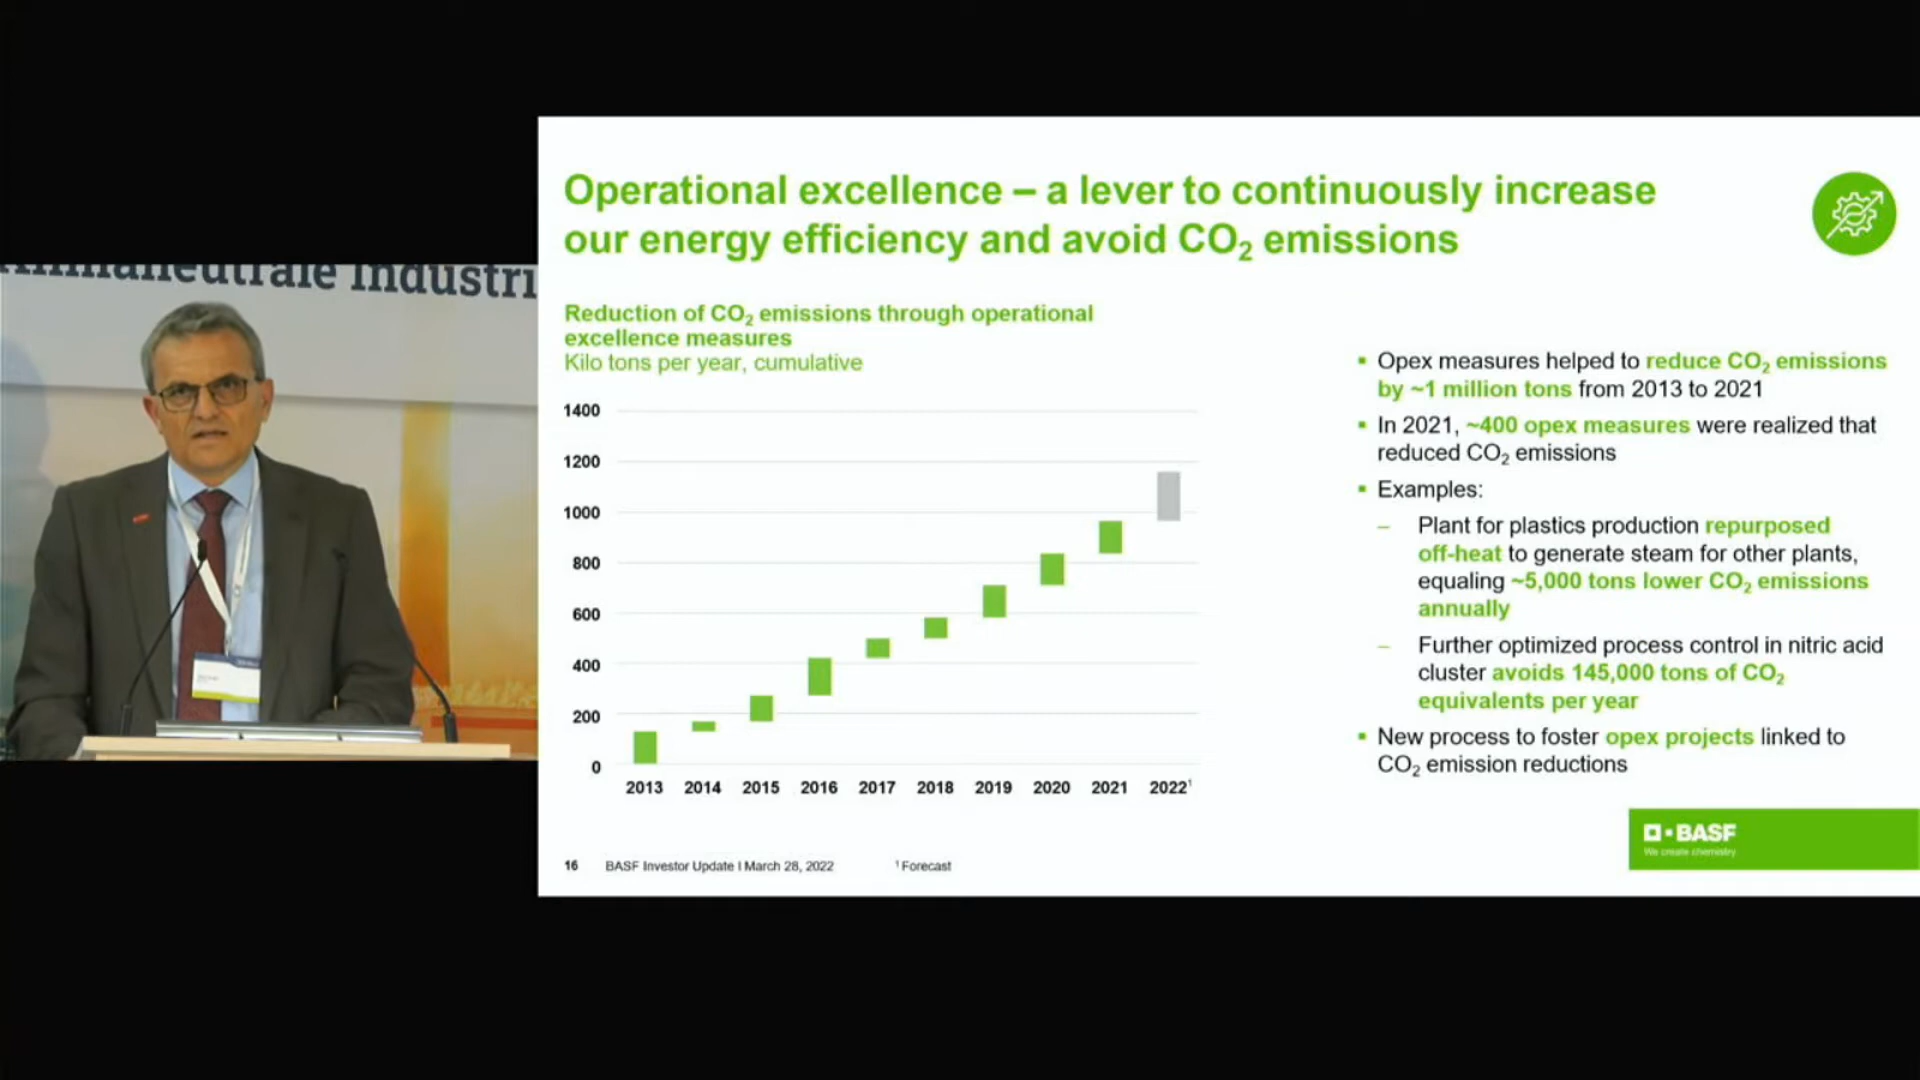 Operational excellence – a lever to continuously increase
our energy efficiency and avoid CO₂ emissions
Reduction of CO₂ emissions through operational
excellence measures
Kilo tons per year, cumulative
1400
1200
1000
800
600
400
200
0
2013 2014 2015 2016 2017 2018 2019 2020 2021 2022¹
▪ Opex measures helped to reduce CO₂ emissions
by ~1 million tons from 2013 to 2021
▪ In 2021, ~400 opex measures were realized that
reduced CO₂ emissions
▪ Examples:
– Plant for plastics production repurposed
off-heat to generate steam for other plants,
equaling ~5,000 tons lower CO₂ emissions
annually
– Further optimized process control in nitric acid
cluster avoids 145,000 tons of CO₂
equivalents per year
▪ New process to foster opex projects linked to
CO₂ emission reductions
BASF
We create chemistry
16 BASF Investor Update I March 28, 2022 ¹ Forecast